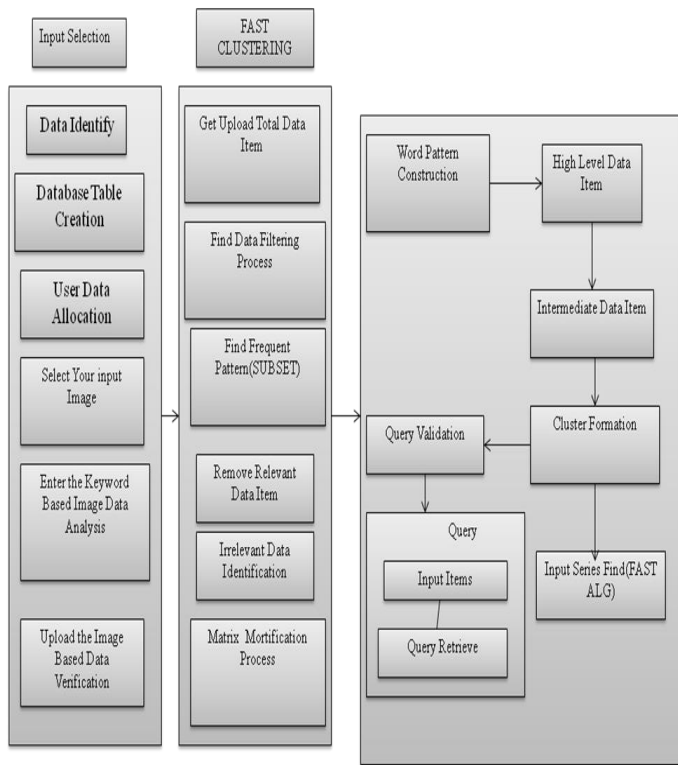 Input Selection
Data Identify
Database Table
Creation
User Data
Allocation
Select Your input
Image
Enter the Keyword
Based Image Data
Analysis
Upload the Image
Based Data
Verification
FAST
CLUSTERING
Get Upload Total Data
Item
Find Data Filtering
Process
Find Frequent
Pattern(SUBSET)
Remove Relevant
Data Item
Irrelevant Data
Identification
Matrix Mortification
Process
Word Pattern
Construction
High Level Data
Item
Intermediate Data Item
Cluster Formation
Query Validation
Query
Input Items
Query Retrieve
Input Series Find(FAST
ALG)